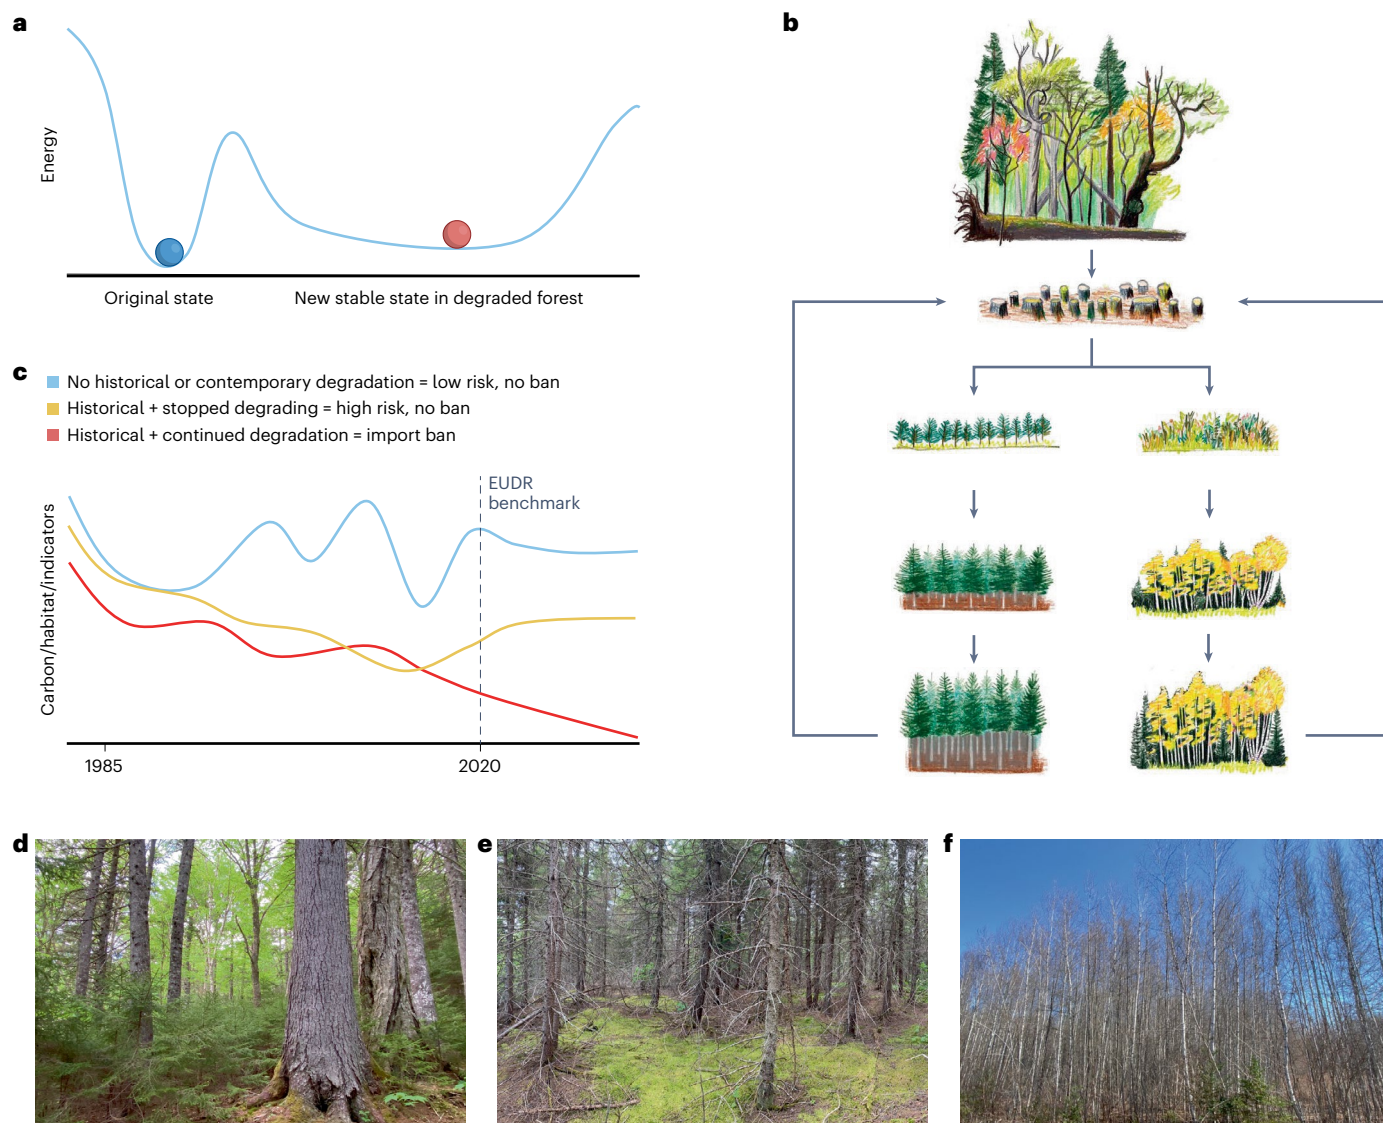 a
Energy
Original state
New stable state in degraded forest
b
c
No historical or contemporary degradation = low risk, no ban
Historical + stopped degrading = high risk, no ban
Historical + continued degradation = import ban
EUDR
benchmark
Carbon/habitat/indicators
1985
2020
d
e
f